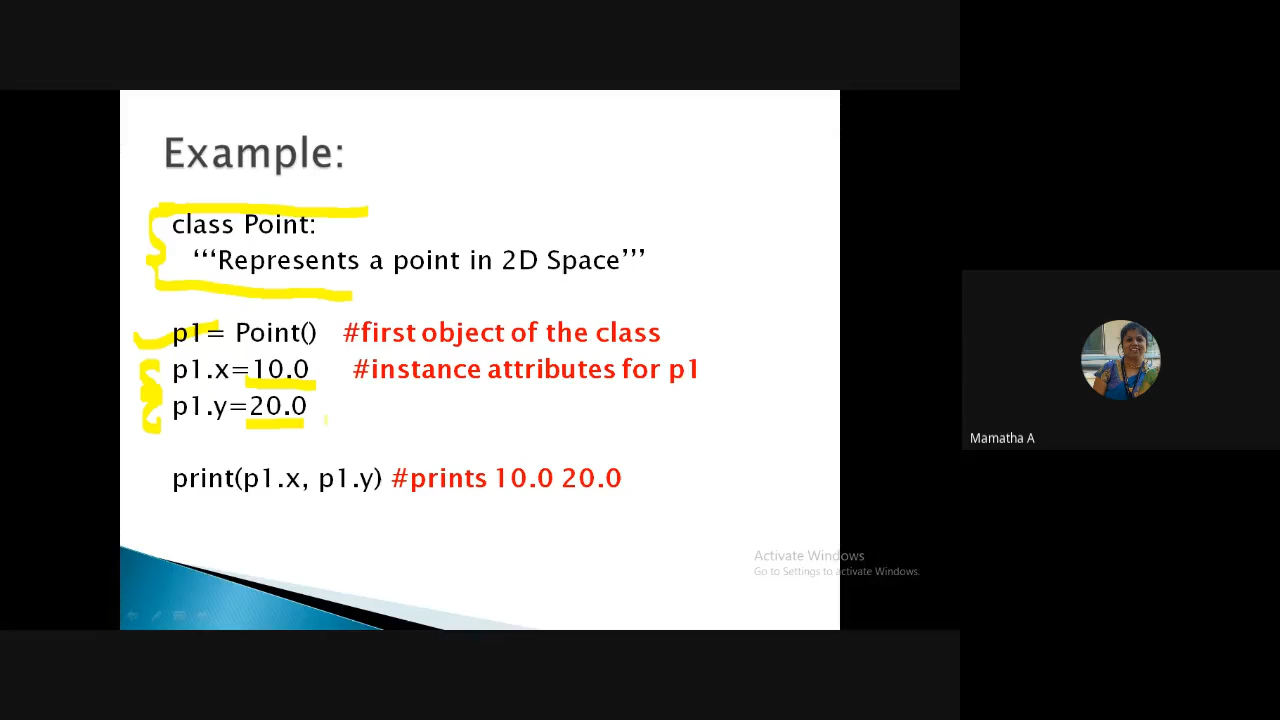 Example:
class Point:
‘‘‘Represents a point in 2D Space’’’
p1= Point() #first object of the class
p1.x=10.0 #instance attributes for p1
p1.y=20.0
print(p1.x, p1.y) #prints 10.0 20.0
Mamatha A
Activate Windows
Go to Settings to activate Windows.